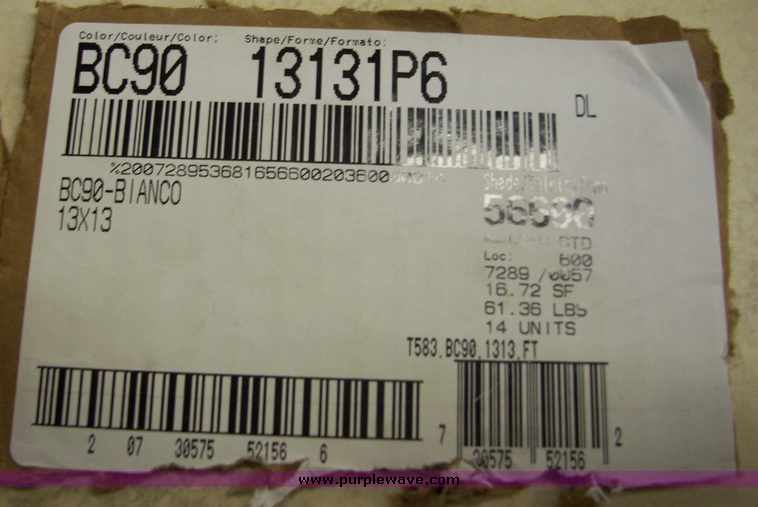 Color/Couleur/Color: Shape/Forme/Formato:
BC90 13131P6
DL
%200728953681656600203600
BC90-BIANCO
13X13
Loc: 600
7289 /0057
16.72 SF
61.36 LBS
14 UNITS
T583.BC90.1313.FT
2 07 30575 52156 6
7 30575 52156 2
www.purplewave.com